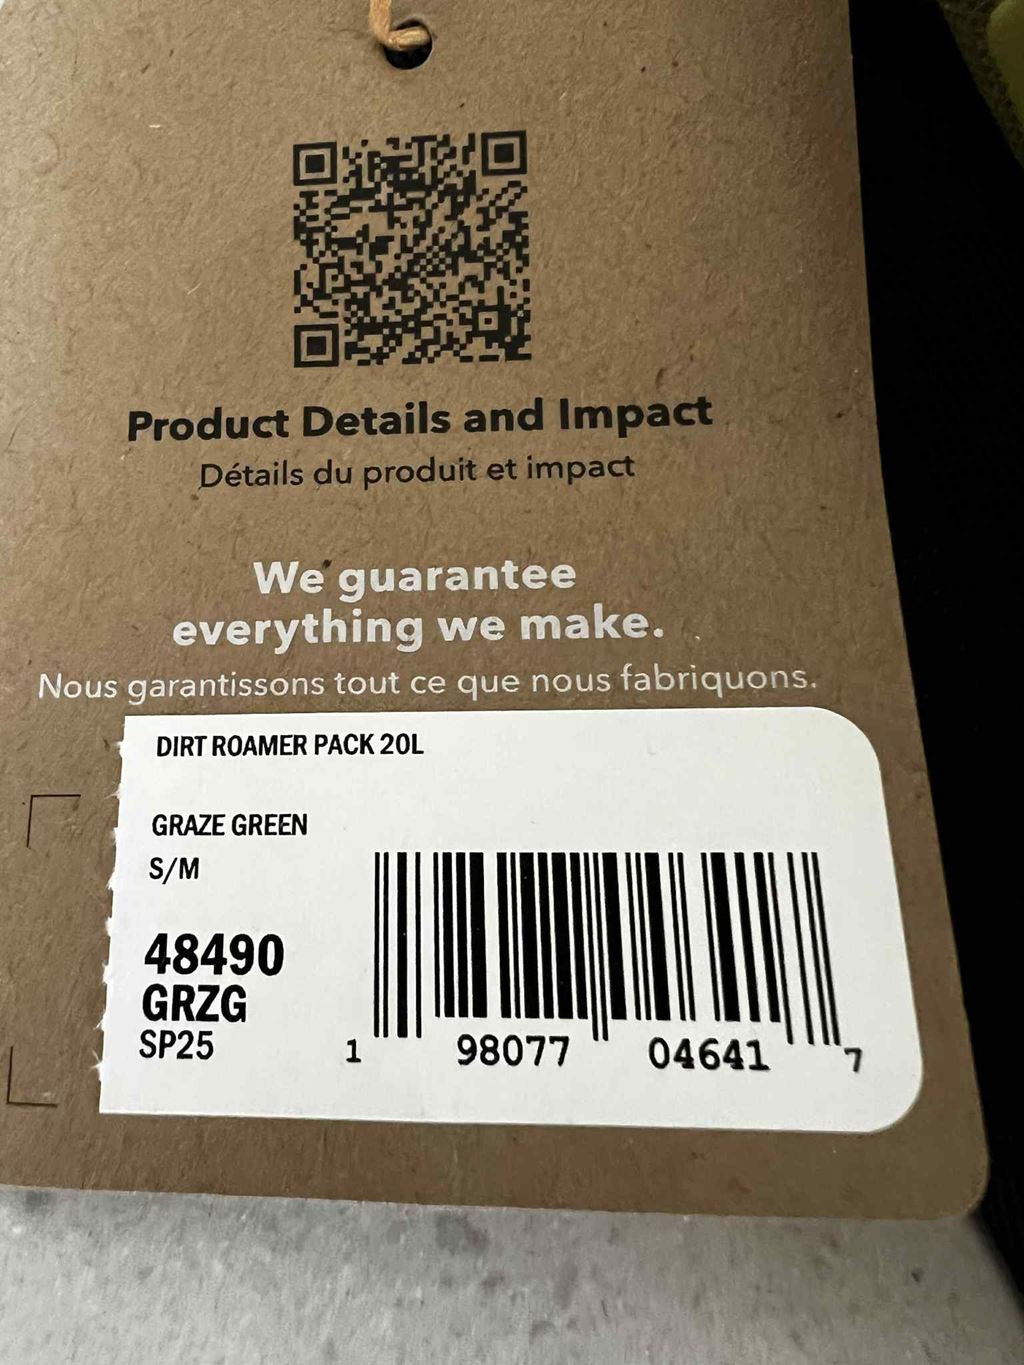 Product Details and Impact
Détails du produit et impact
We guarantee
everything we make.
Nous garantissons tout ce que nous fabriquons.
DIRT ROAMER PACK 20L
GRAZE GREEN
S/M
48490
GRZG
SP25
1 98077 04641 7